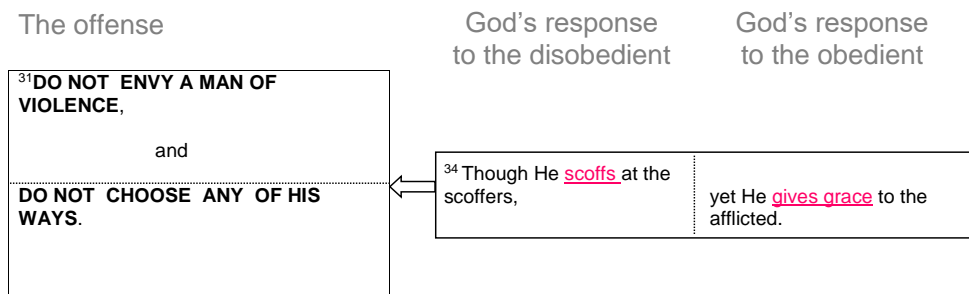 The offense
God’s response
to the disobedient
God’s response
to the obedient
31DO NOT ENVY A MAN OF
VIOLENCE,
and
DO NOT CHOOSE ANY OF HIS
WAYS.
34 Though He scoffs at the
scoffers,
yet He gives grace to the
afflicted.